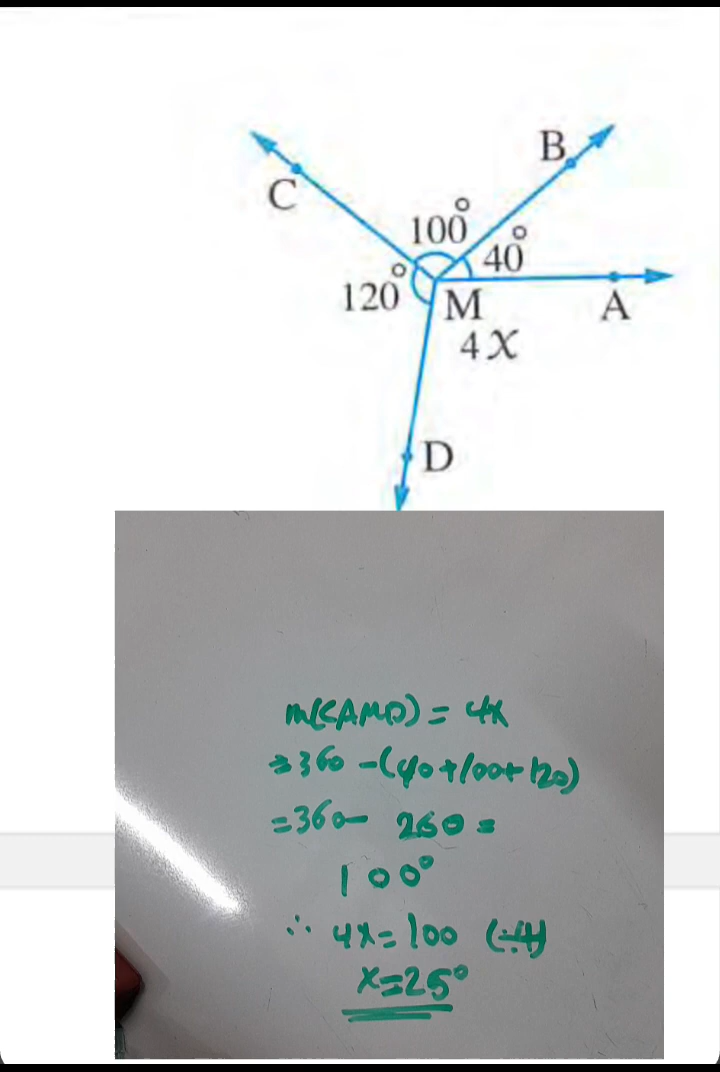 B
C
100°
40°
120°
M
A
4x
D
m(∠AMD) = 4x
= 360 - (40+100+120)
= 360 - 260 =
100°
∴ 4x = 100 (÷4)
x = 25°